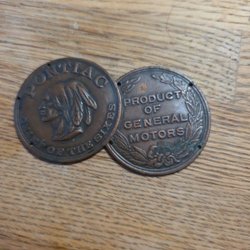 PONTIAC
CHIEF OF THE SIXES
PRODUCT
OF
GENERAL
MOTORS